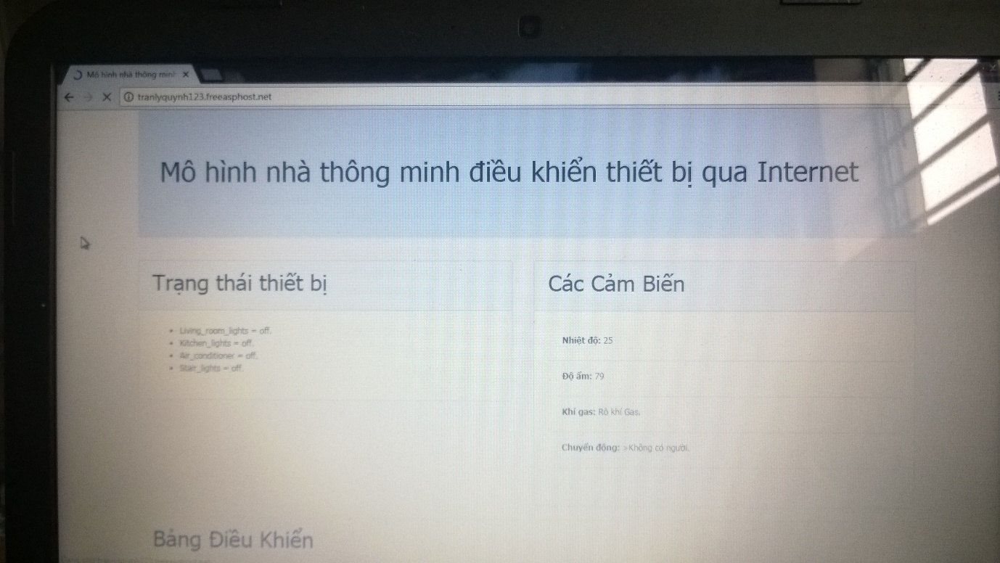 Mô hình nhà thông minh
tranlyquynh123.freeasphost.net
Mô hình nhà thông minh điều khiển thiết bị qua Internet
Trạng thái thiết bị
Living_room_lights = off.
Kitchen_lights = off.
Air_conditioner = off.
Stair_lights = off.
Các Cảm Biến
Nhiệt độ: 25
Độ ẩm: 79
Khí gas: Rò khí Gas.
Chuyển động: >Không có người.
Bảng Điều Khiển